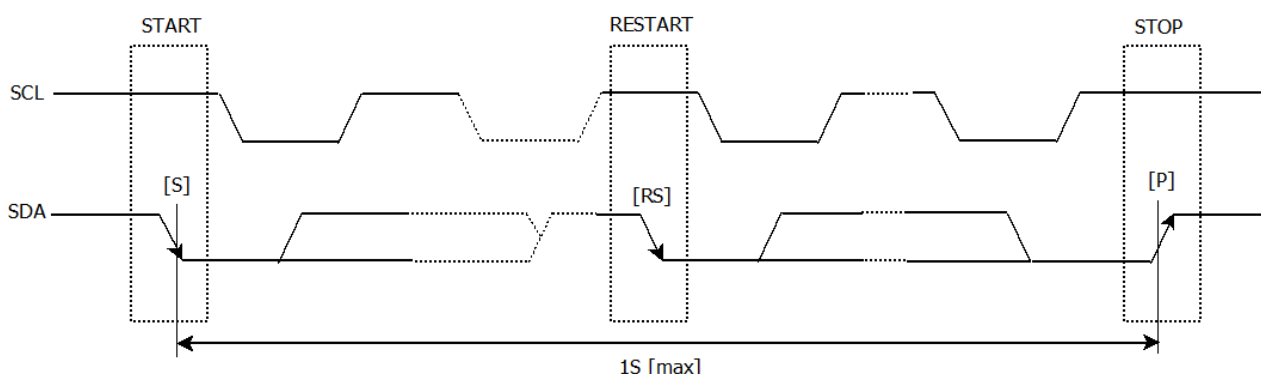 START
RESTART
STOP
SCL
[S]
[RS]
[P]
SDA
1S [max]